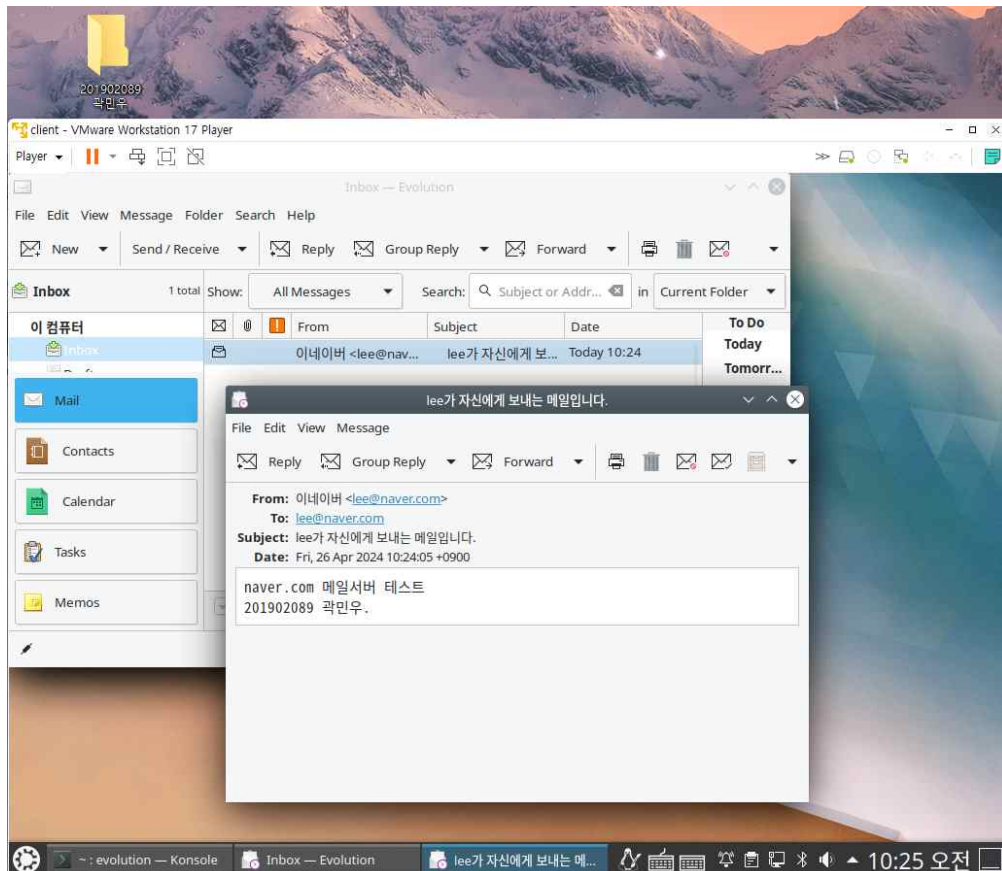 201902089
곽민우
client - VMware Workstation 17 Player
Player
Inbox — Evolution
File Edit View Message Folder Search Help
New Send / Receive Reply Group Reply Forward
Inbox 1 total Show: All Messages Search: Subject or Addr... in Current Folder
이 컴퓨터 From Subject Date To Do
Inbox 이네이버 <lee@nav... lee가 자신에게 보... Today 10:24 Today
Tomorr...
Mail
Contacts
Calendar
Tasks
Memos
lee가 자신에게 보내는 메일입니다.
File Edit View Message
Reply Group Reply Forward
From: 이네이버 <lee@naver.com>
To: lee@naver.com
Subject: lee가 자신에게 보내는 메일입니다.
Date: Fri, 26 Apr 2024 10:24:05 +0900
naver.com 메일서버 테스트
201902089 곽민우.
~ : evolution — Konsole Inbox — Evolution lee가 자신에게 보내는 메... 10:25 오전